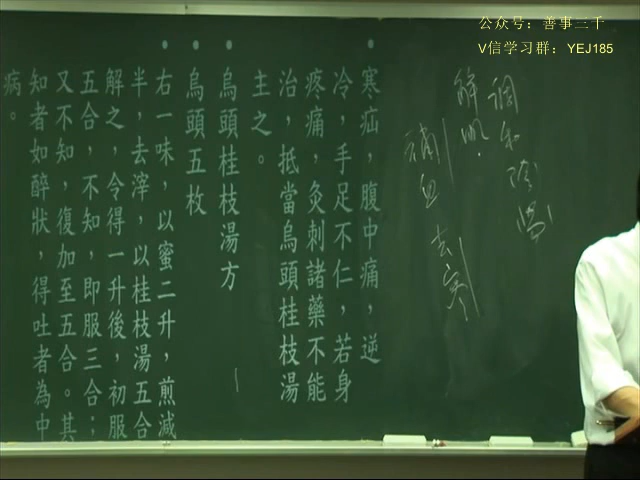 公众号：善事三千
V信学习群：YEJ185
• 寒疝，腹中痛，逆
冷，手足不仁，若身
疼痛，灸刺諸藥不能
治，抵當烏頭桂枝湯
主之。
• 烏頭桂枝湯方
• 烏頭五枚
• 右一味，以蜜二升，煎減
半，去滓，以桂枝湯五合
解之，令得一升後，初服
五合，不知，即服三合；
又不知，復加至五合。其
知者如醉狀，得吐者為中
病。
調和陰陽
解肌
補血 去寒